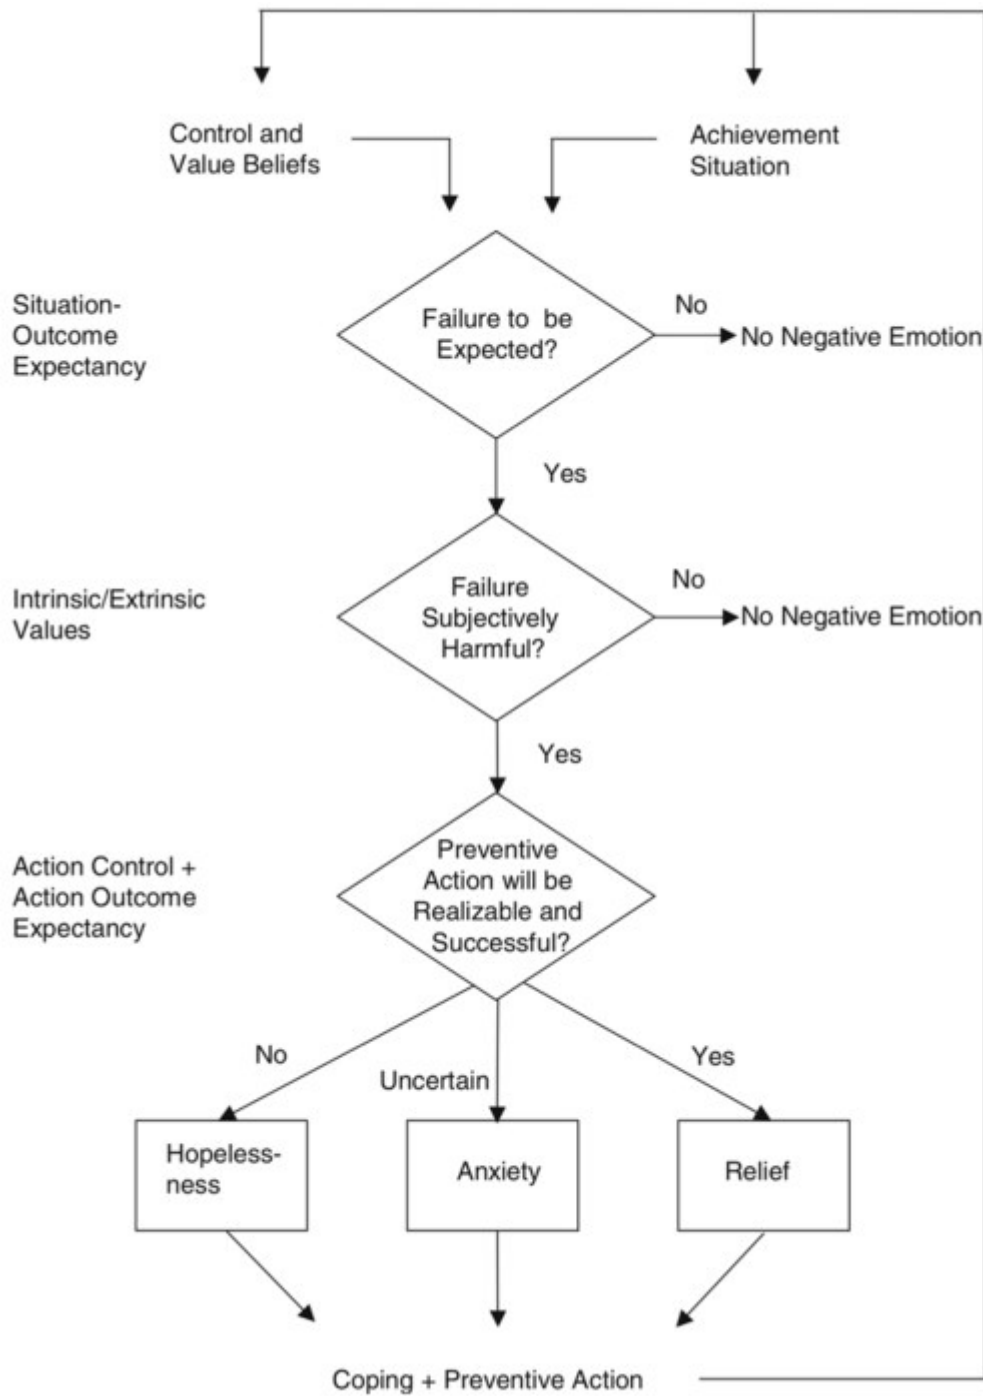 Control and
Value Beliefs
Achievement
Situation
Situation-
Outcome
Expectancy
Failure to be
Expected?
No
No Negative Emotion
Yes
Intrinsic/Extrinsic
Values
Failure
Subjectively
Harmful?
No
No Negative Emotion
Yes
Action Control +
Action Outcome
Expectancy
Preventive
Action will be
Realizable and
Successful?
No
Uncertain
Yes
Hopeless-
ness
Anxiety
Relief
Coping + Preventive Action